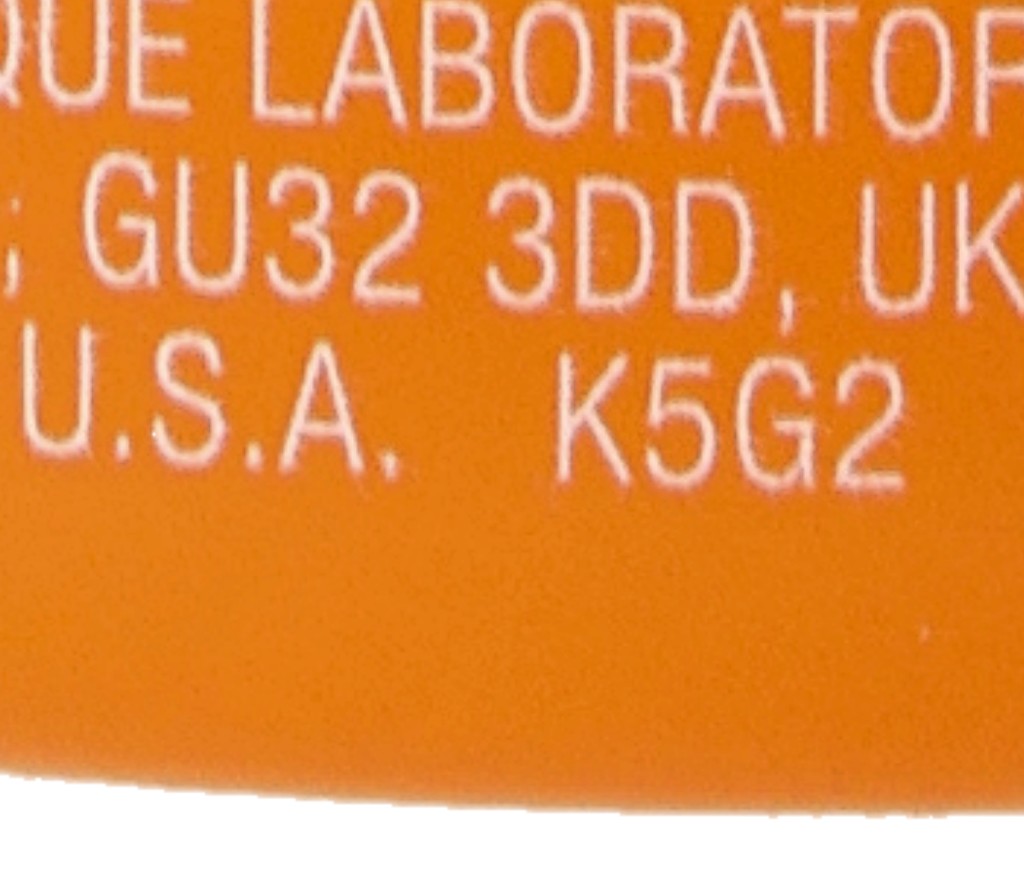 QUE LABORATOR
; GU32 3DD, UK
U.S.A. K5G2